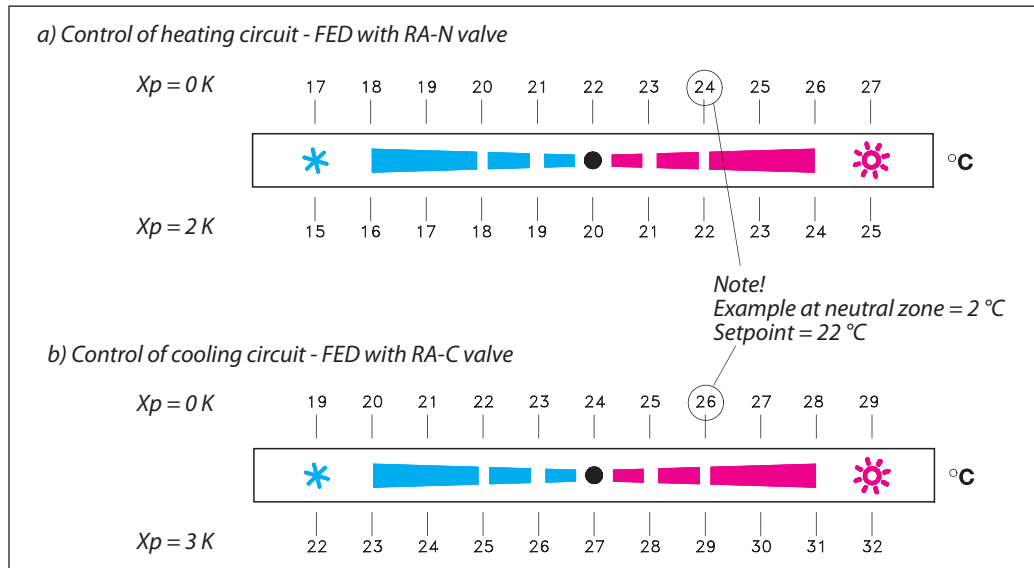 a) Control of heating circuit - FED with RA-N valve
Xp = 0 K 17 18 19 20 21 22 23 24 25 26 27
°C
Xp = 2 K 15 16 17 18 19 20 21 22 23 24 25
Note!
Example at neutral zone = 2 °C
Setpoint = 22 °C
b) Control of cooling circuit - FED with RA-C valve
Xp = 0 K 19 20 21 22 23 24 25 26 27 28 29
°C
Xp = 3 K 22 23 24 25 26 27 28 29 30 31 32